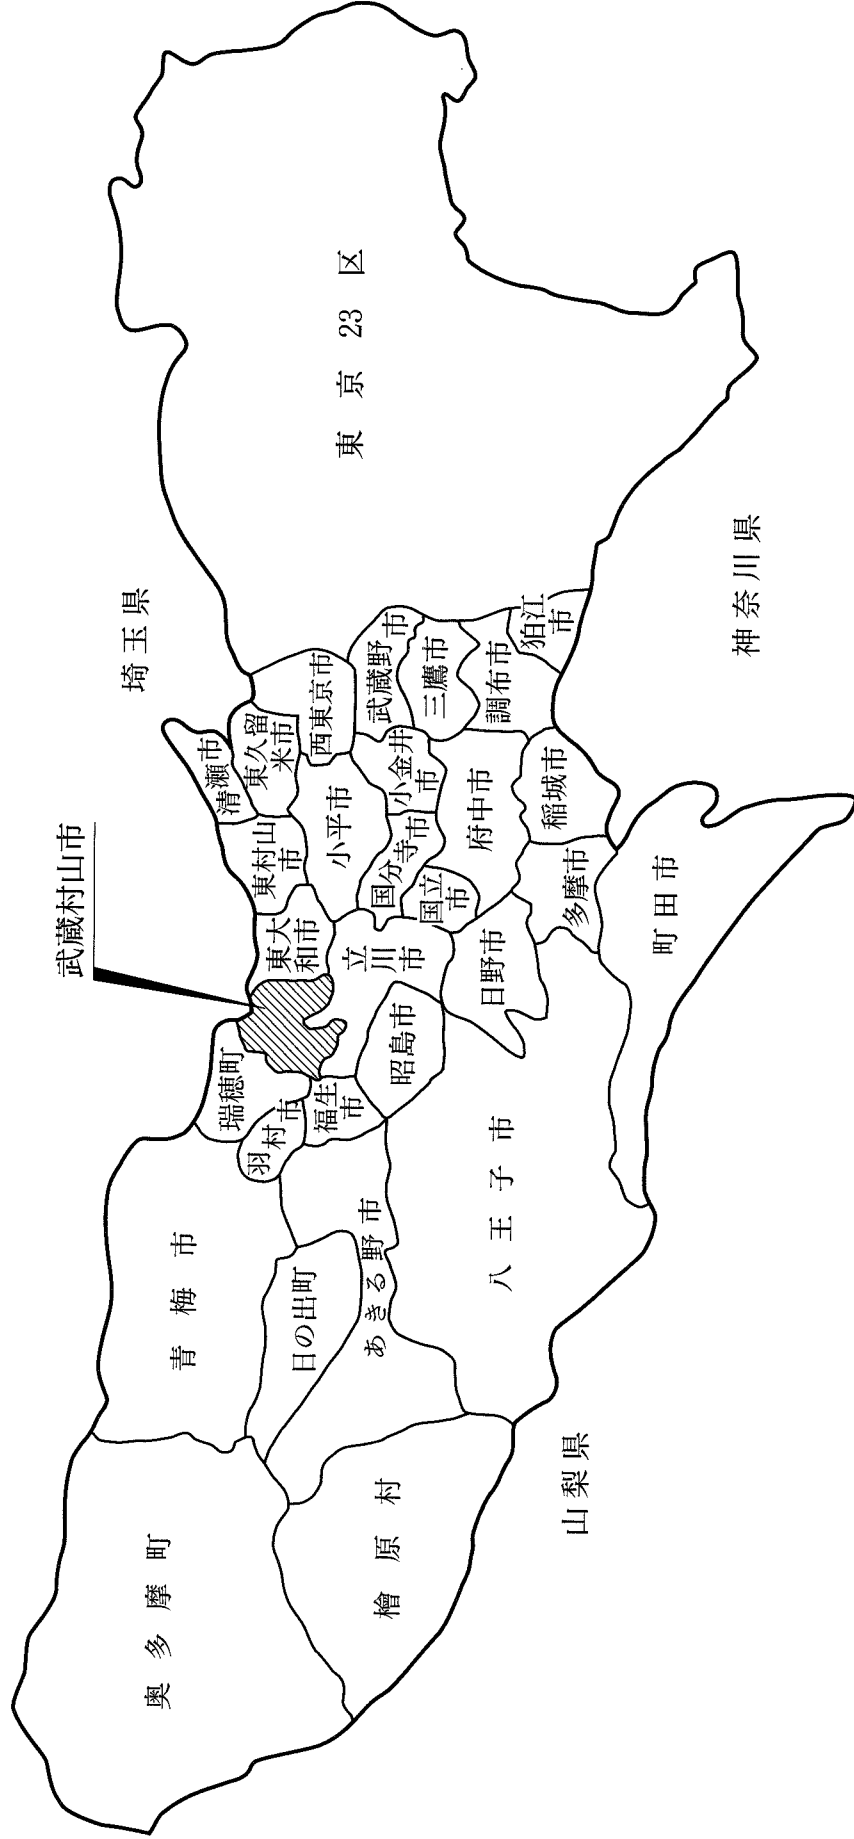 武蔵村山市
埼玉県
奥多摩町
青梅市
瑞穂町
羽村
市
福生
市
日の出町
あきる野市
檜原村
東大
和市
東村山
市
清瀬市
東久留
米市
西東京市
小平市
立川
市
昭島市
国分寺市
国立
市
小金井
市
武蔵野市
三鷹市
調布市
狛江
市
府中市
日野市
多摩市
稲城市
町田市
八王子市
東京23区
山梨県
神奈川県